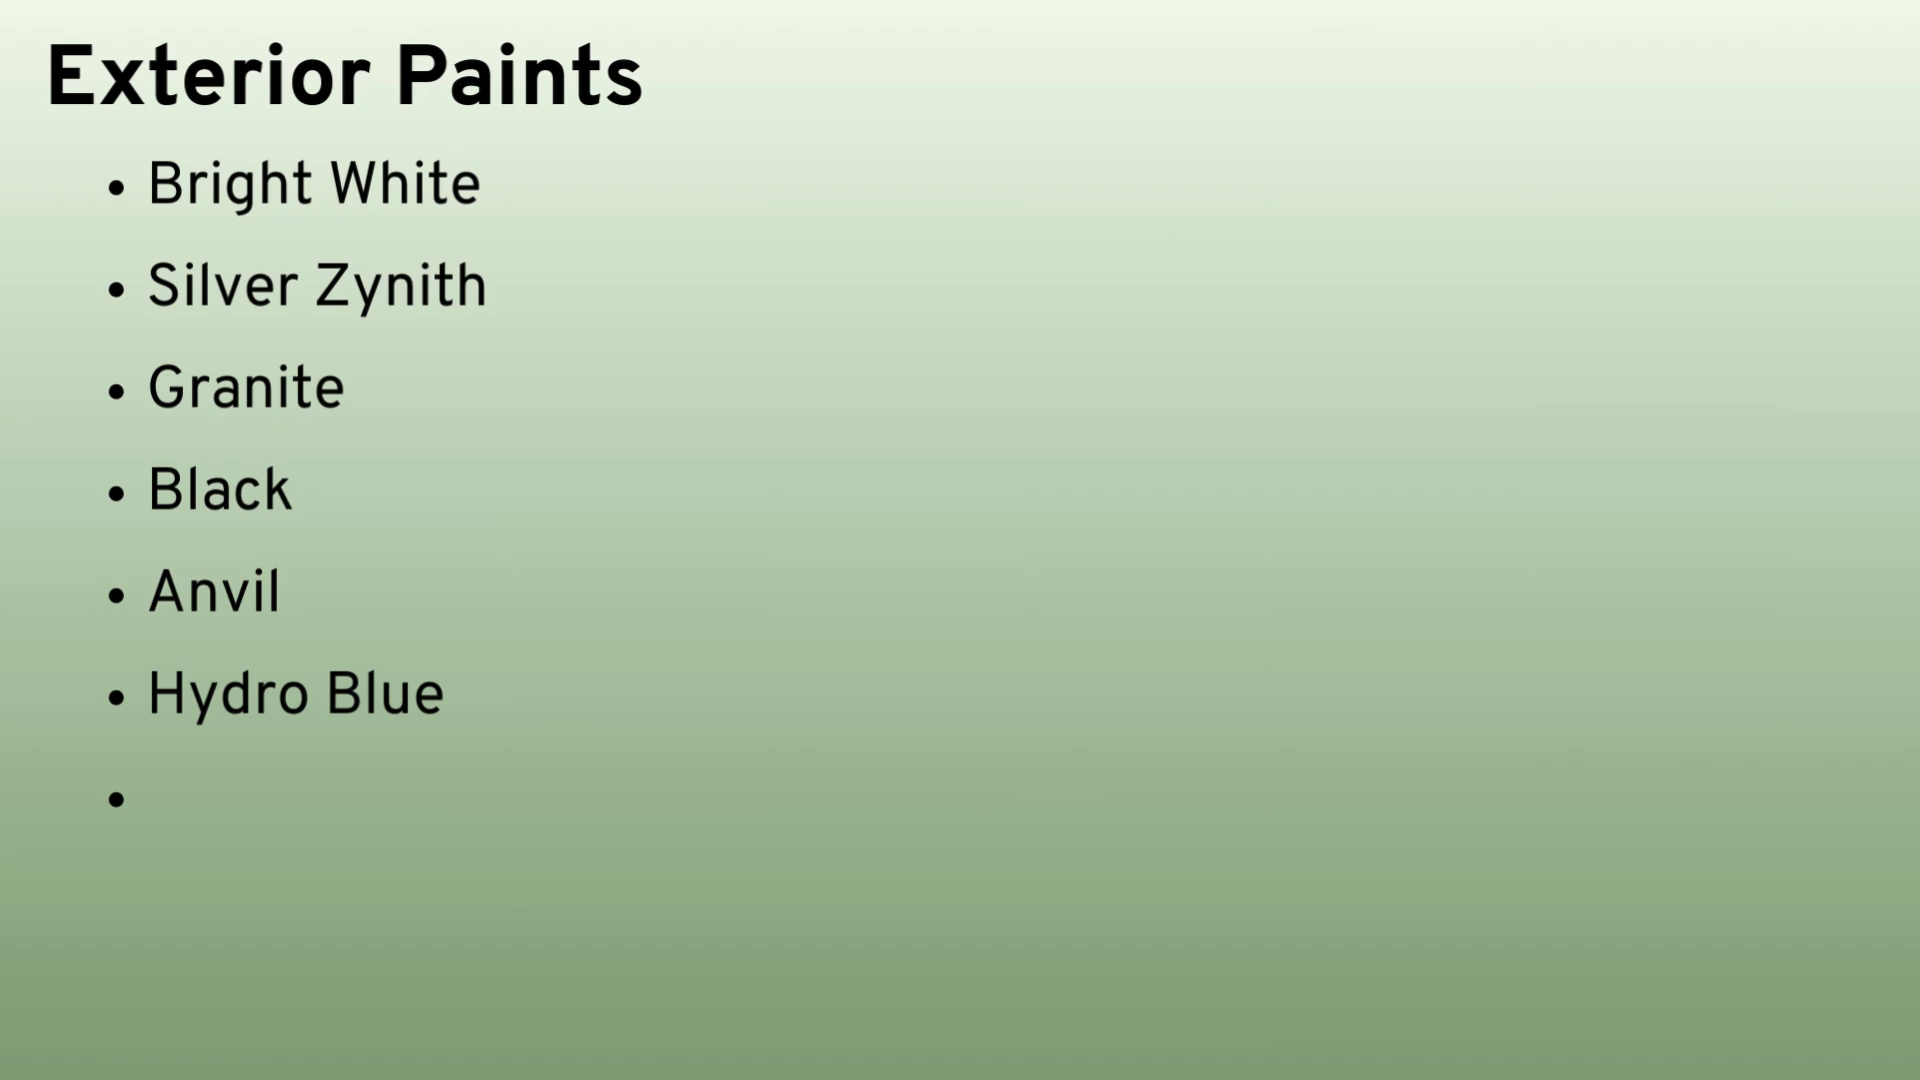 Exterior Paints
• Bright White
• Silver Zynith
• Granite
• Black
• Anvil
• Hydro Blue
•